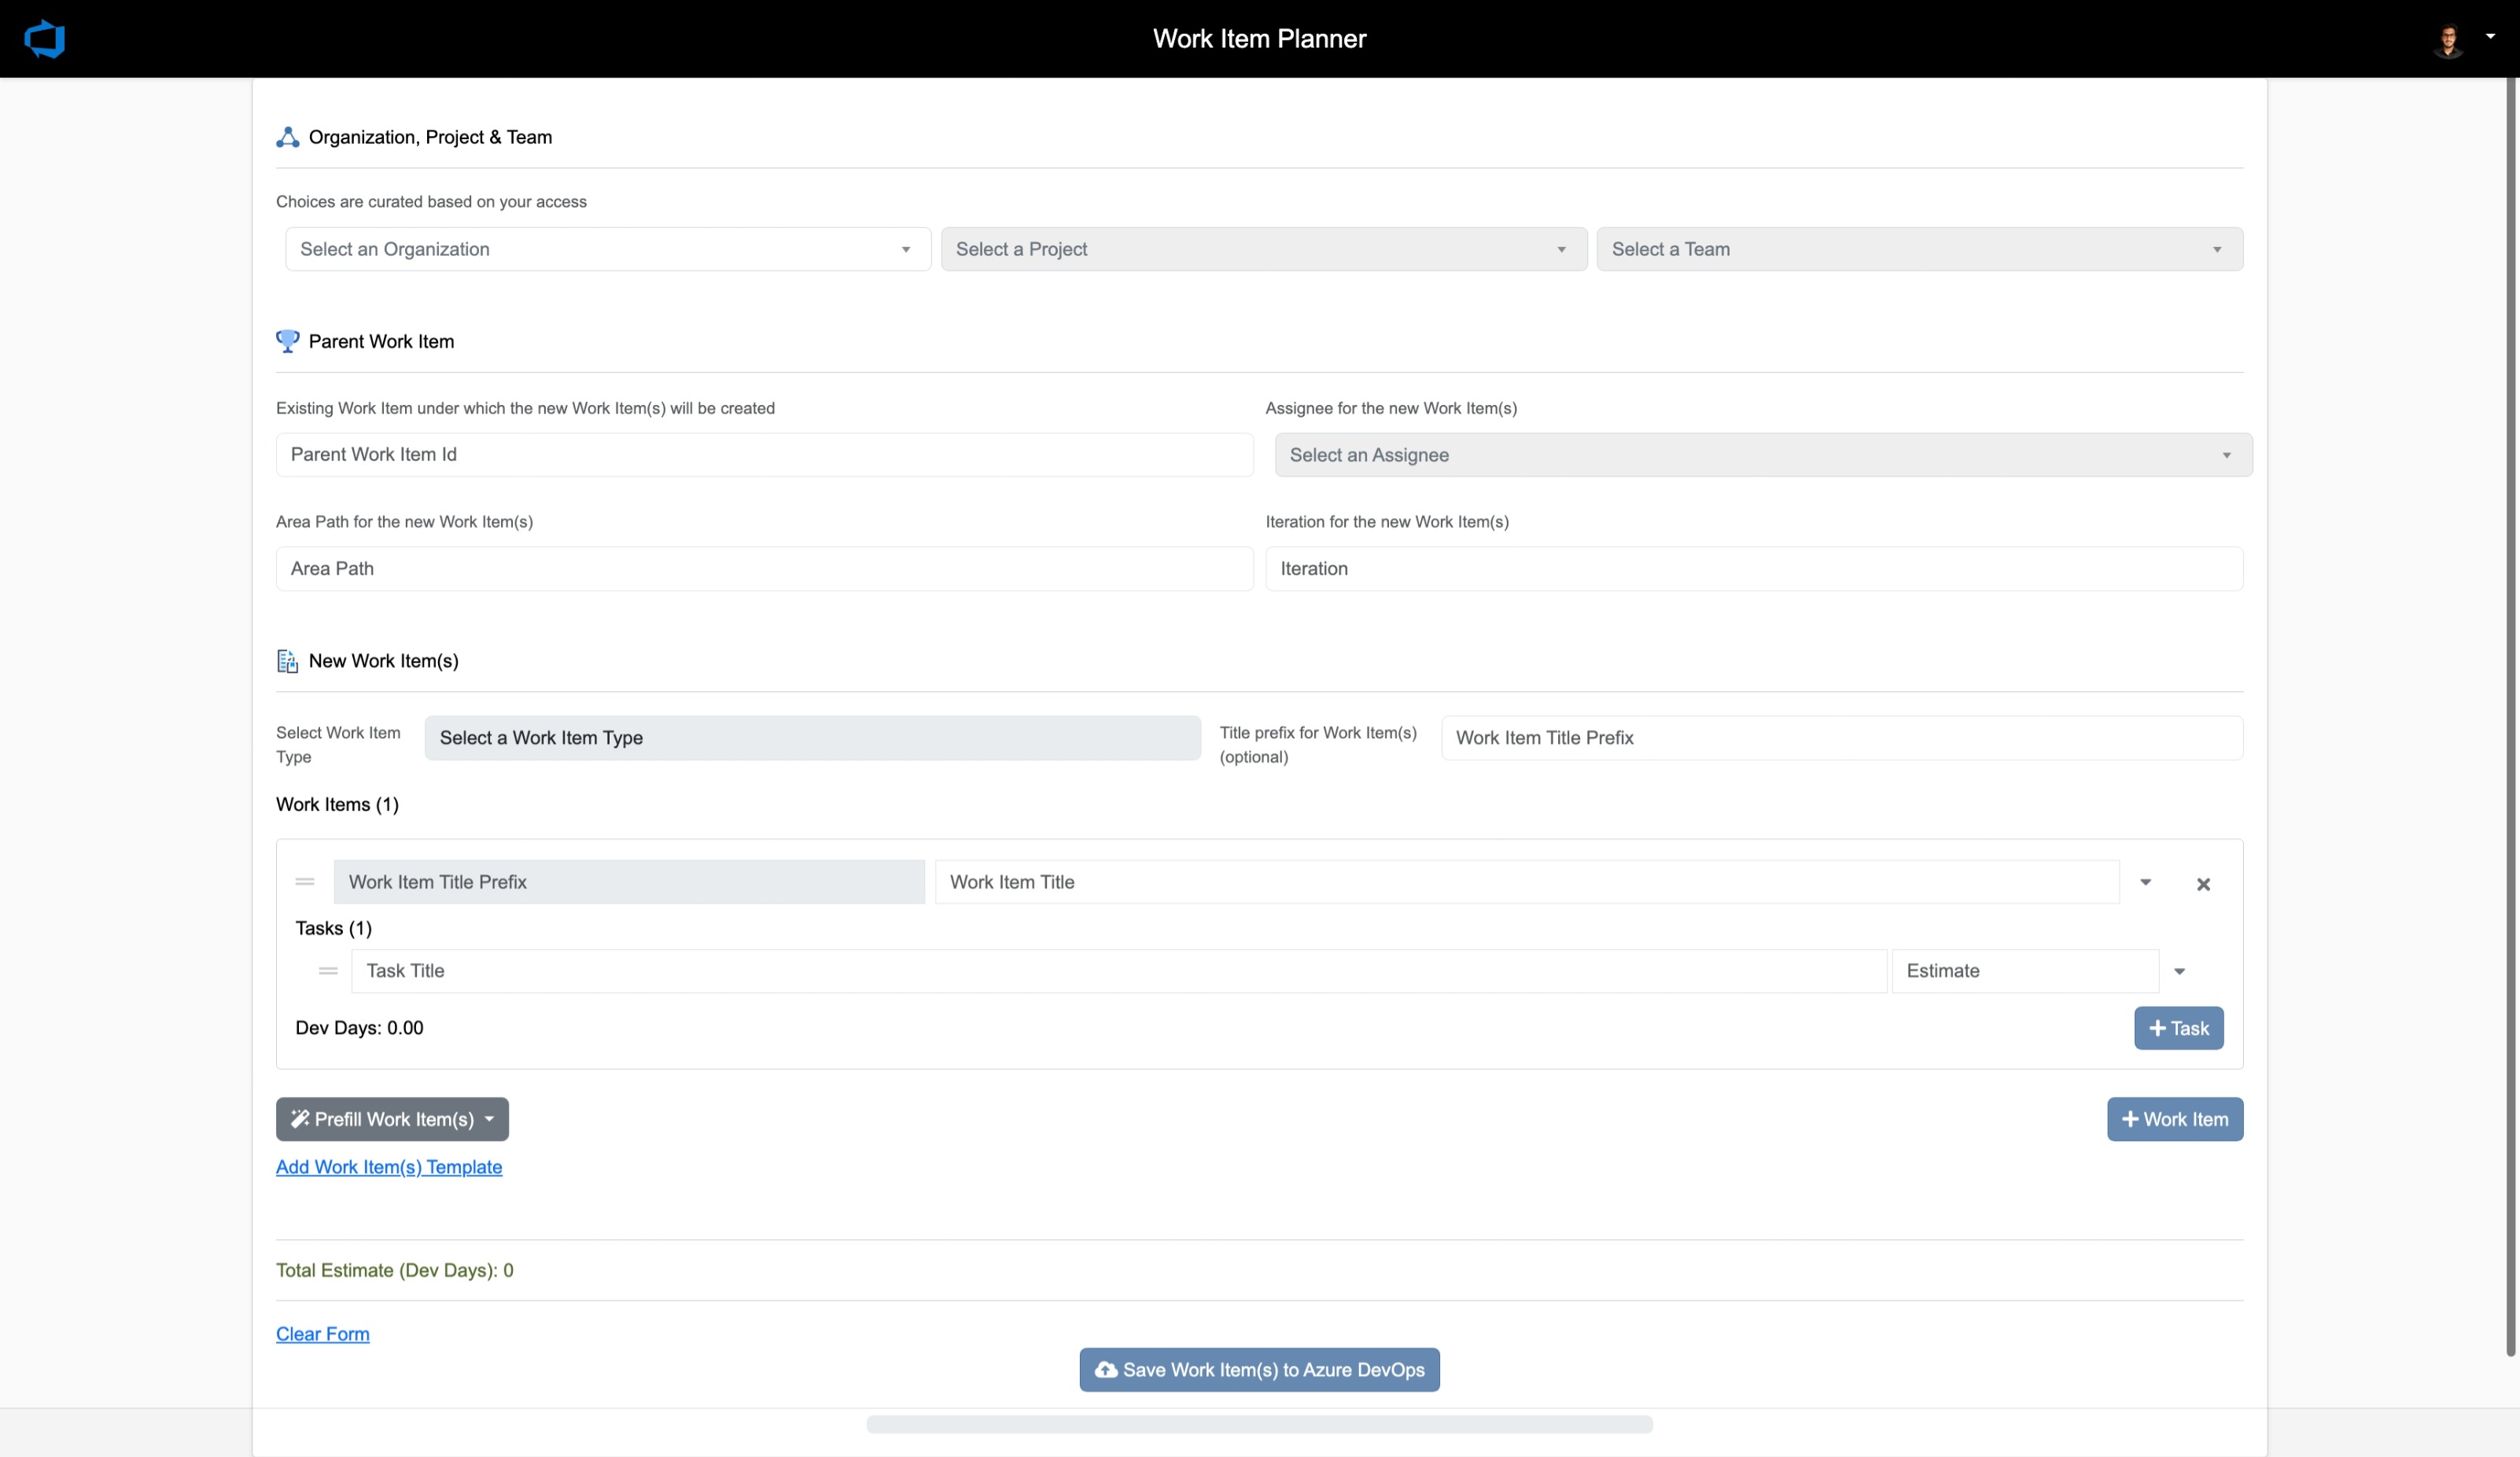 Work Item Planner
Organization, Project & Team
Choices are curated based on your access
Select an Organization
Select a Project
Select a Team
Parent Work Item
Existing Work Item under which the new Work Item(s) will be created
Assignee for the new Work Item(s)
Parent Work Item Id
Select an Assignee
Area Path for the new Work Item(s)
Iteration for the new Work Item(s)
Area Path
Iteration
New Work Item(s)
Select Work Item
Type
Select a Work Item Type
Title prefix for Work Item(s)
(optional)
Work Item Title Prefix
Work Items (1)
Work Item Title Prefix
Work Item Title
Tasks (1)
Task Title
Estimate
Dev Days: 0.00
Task
Prefill Work Item(s)
Work Item
Add Work Item(s) Template
Total Estimate (Dev Days): 0
Clear Form
Save Work Item(s) to Azure DevOps